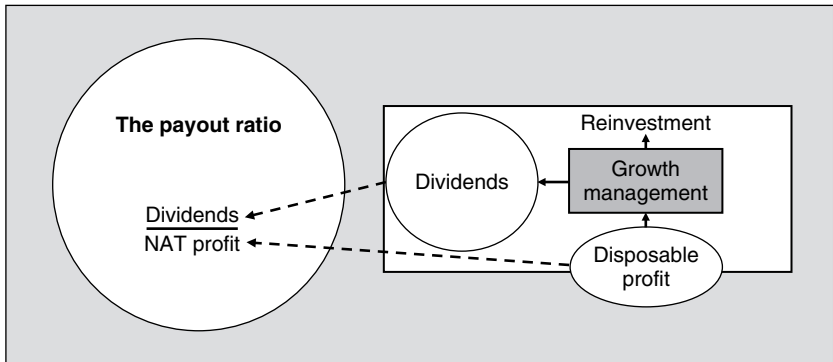 The payout ratio
Dividends
NAT profit
Dividends
Reinvestment
Growth
management
Disposable
profit